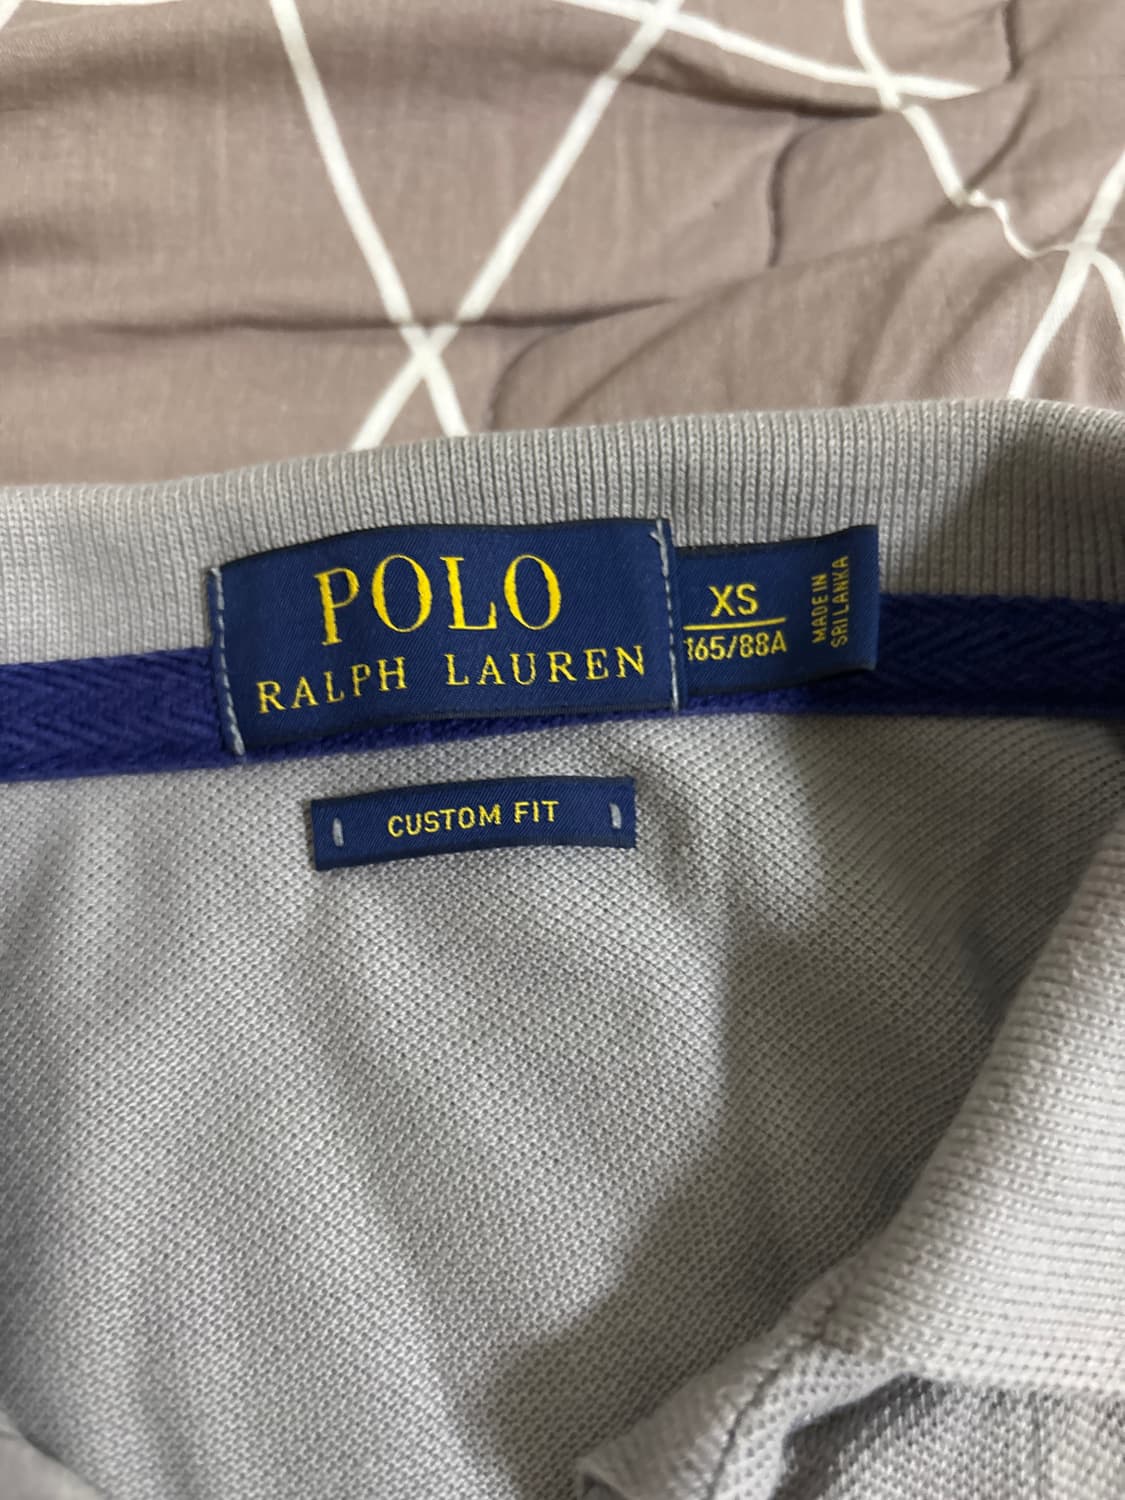 POLO
RALPH LAUREN
XS
165/88A
MADE IN
SRI LANKA
CUSTOM FIT